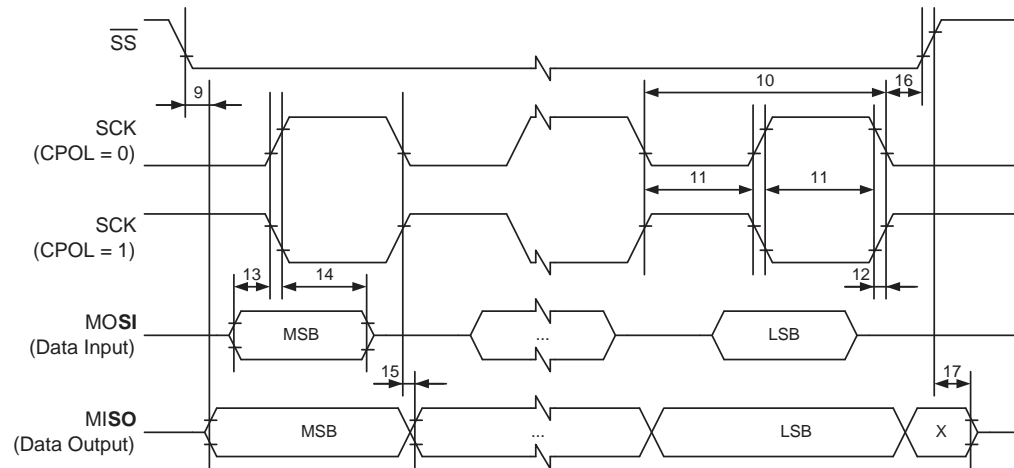 SS
9
10
16
SCK
(CPOL = 0)
11
11
SCK
(CPOL = 1)
13
14
12
MOSI
(Data Input)
MSB
...
LSB
15
17
MISO
(Data Output)
MSB
...
LSB
X